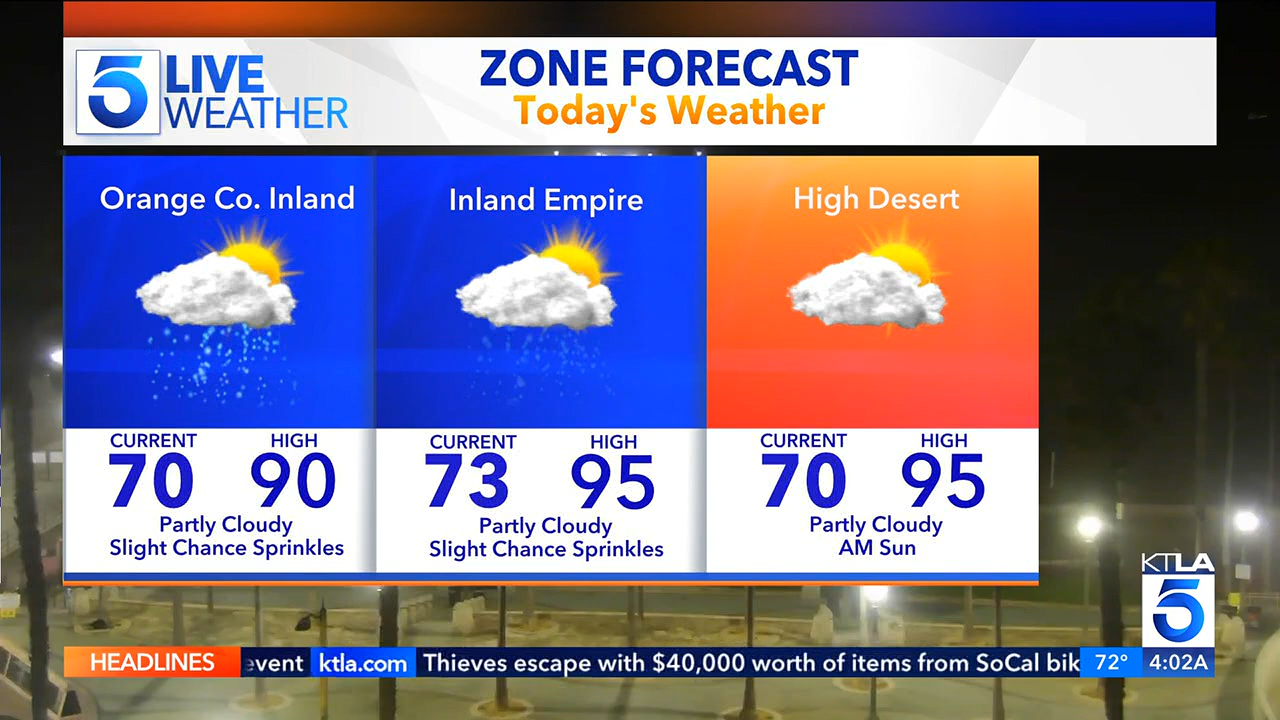 5 LIVE
WEATHER
ZONE FORECAST
Today's Weather
Orange Co. Inland
CURRENT HIGH
70 90
Partly Cloudy
Slight Chance Sprinkles
Inland Empire
CURRENT HIGH
73 95
Partly Cloudy
Slight Chance Sprinkles
High Desert
CURRENT HIGH
70 95
Partly Cloudy
AM Sun
KTLA
5
HEADLINES event ktla.com Thieves escape with $40,000 worth of items from SoCal bik 72° 4:02A